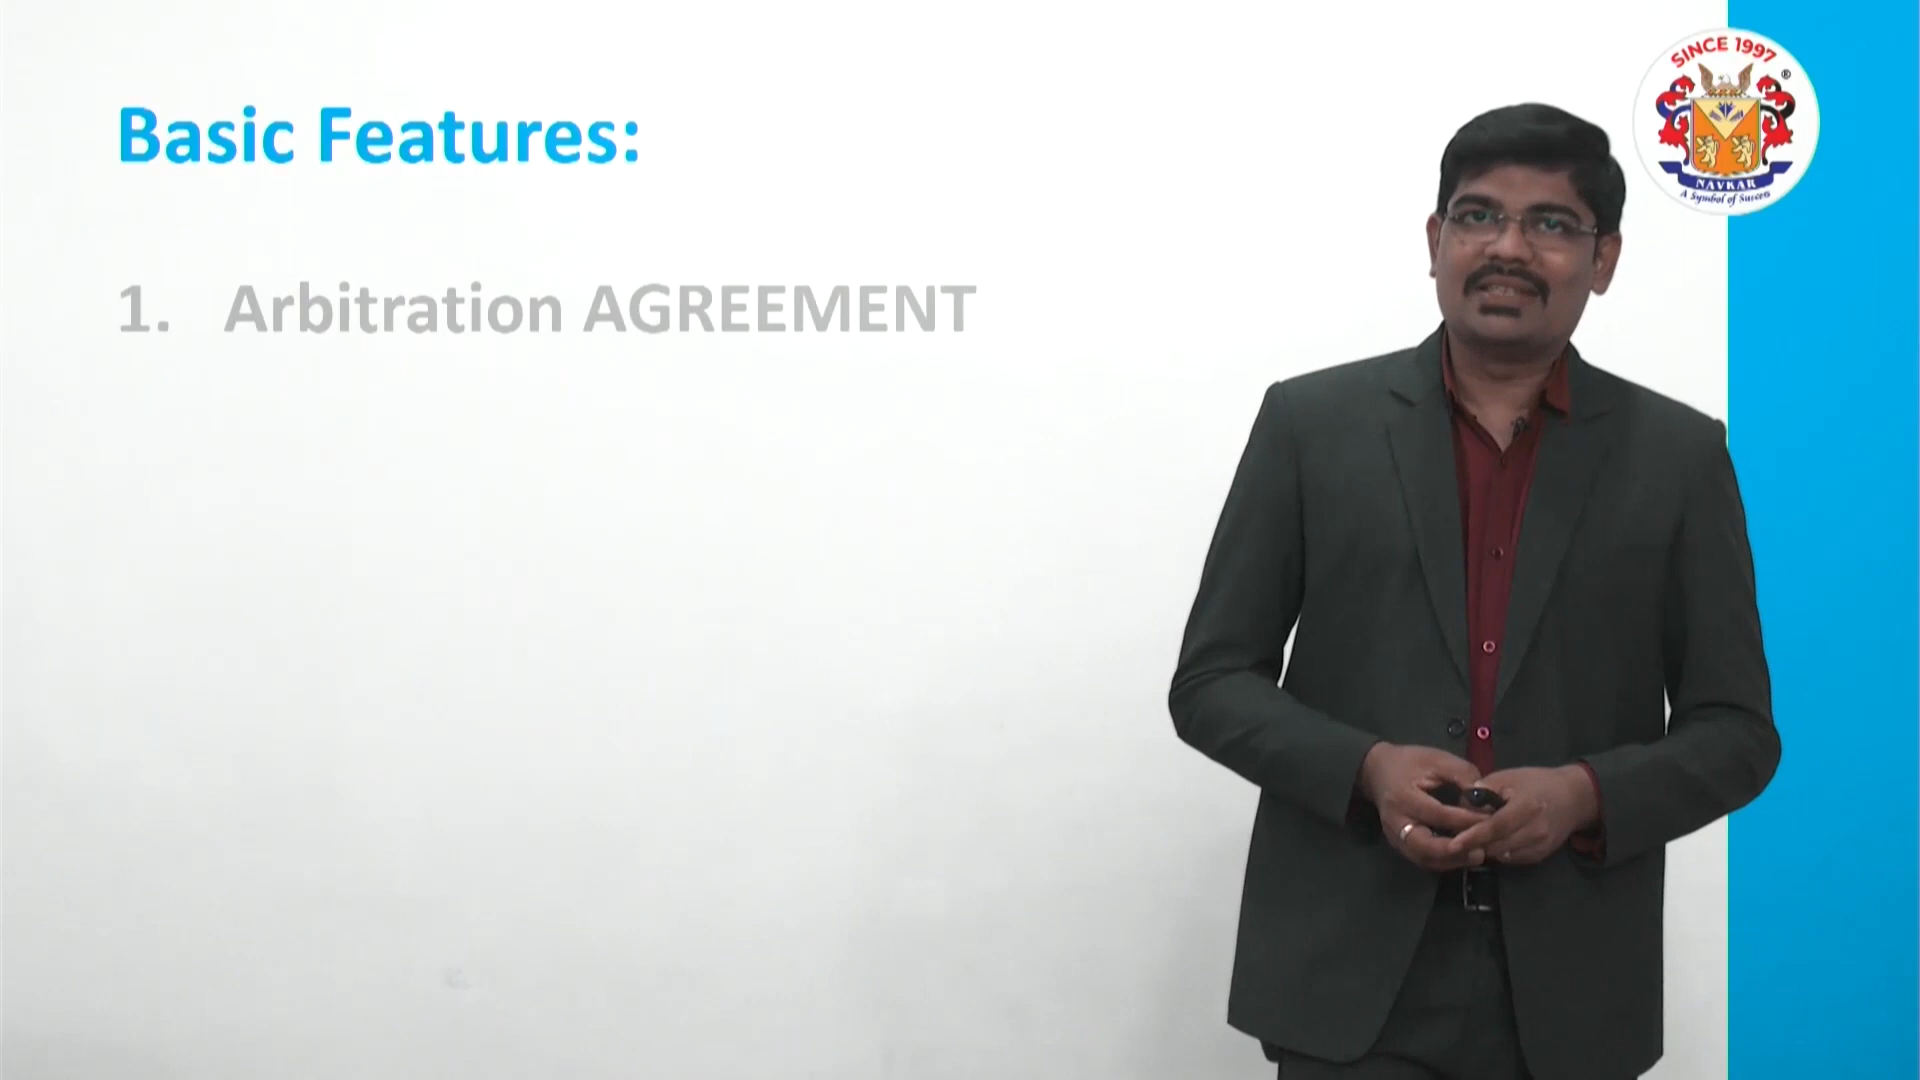 Basic Features:
1. Arbitration AGREEMENT
SINCE 1997
®
NAVKAR
A Symbol of Success